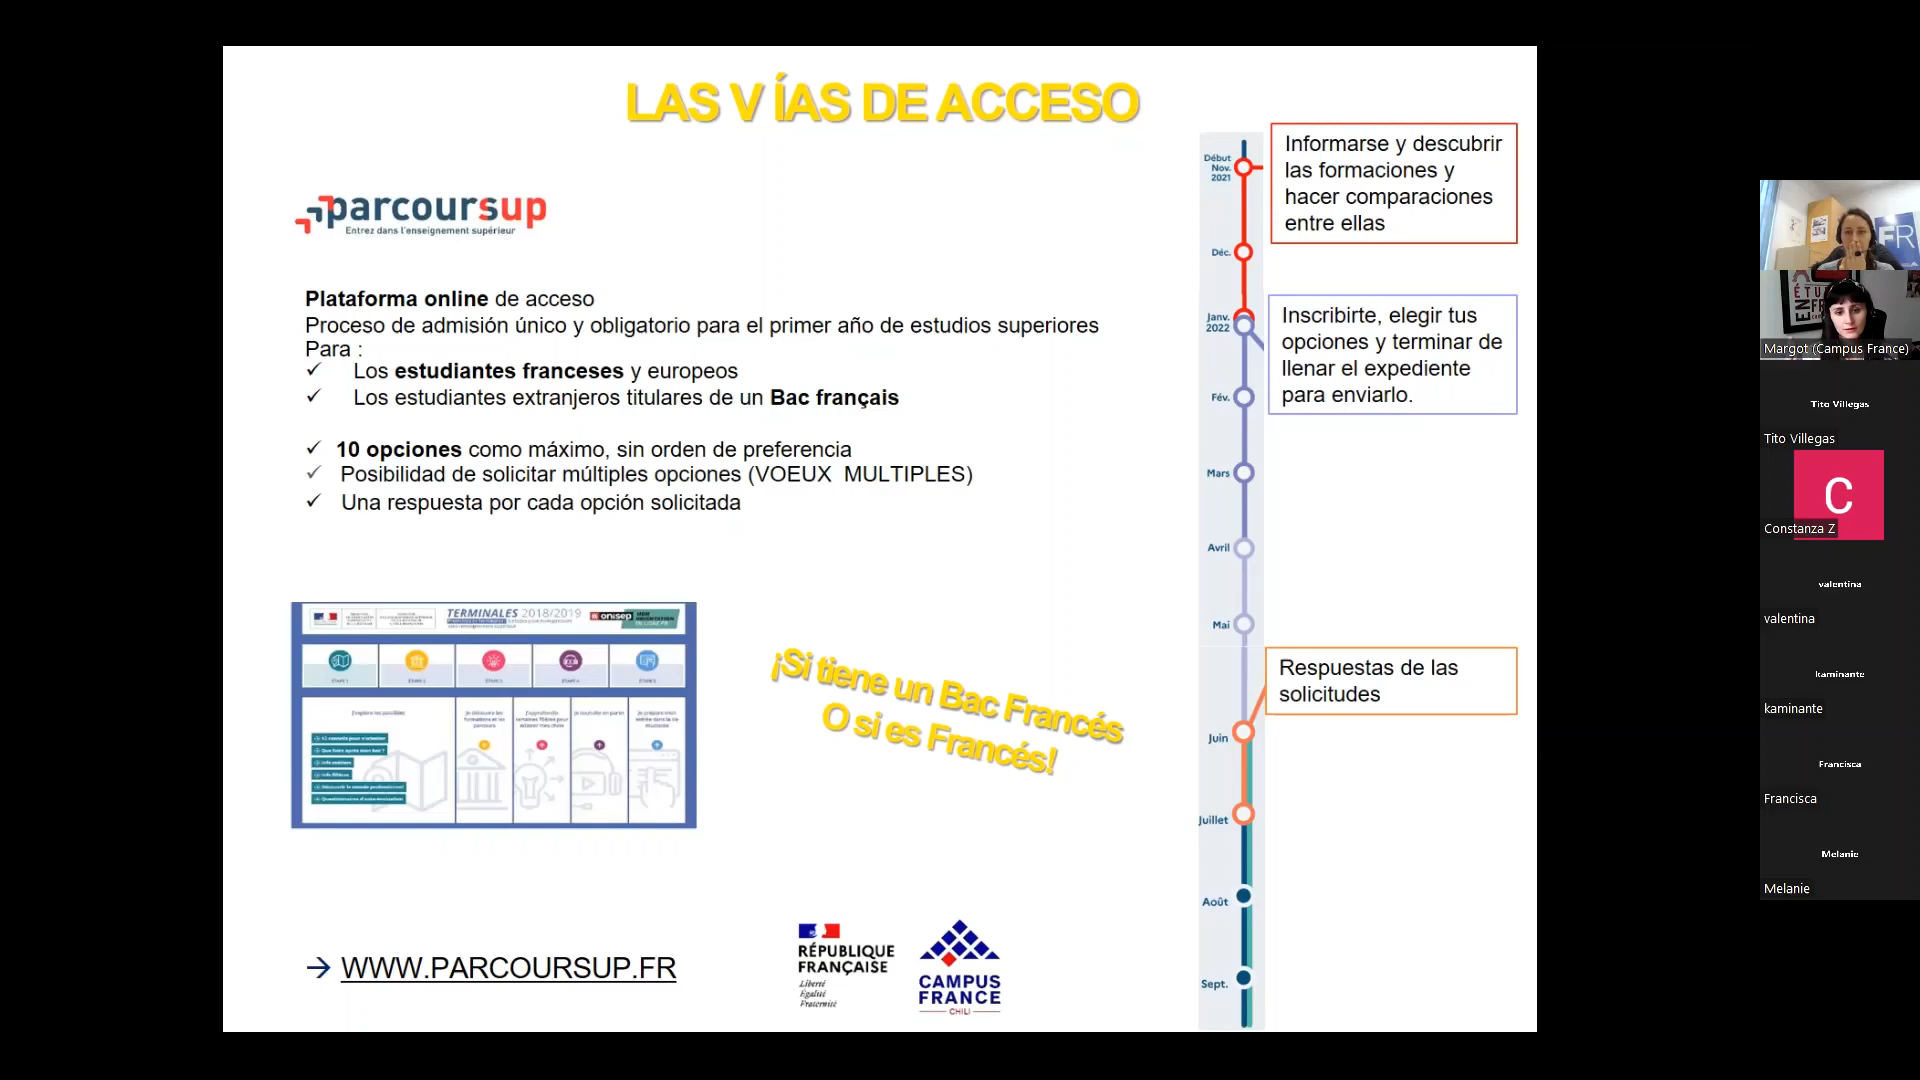 LAS V ÍAS DE ACCESO
parcoursup
Entrez dans l'enseignement supérieur
Plataforma online de acceso
Proceso de admisión único y obligatorio para el primer año de estudios superiores
Para :
✓ Los estudiantes franceses y europeos
✓ Los estudiantes extranjeros titulares de un Bac français
✓ 10 opciones como máximo, sin orden de preferencia
✓ Posibilidad de solicitar múltiples opciones (VOEUX MULTIPLES)
✓ Una respuesta por cada opción solicitada
TERMINALES 2018/2019
onisep
¡Si tiene un Bac Francés
O si es Francés!
→ WWW.PARCOURSUP.FR
RÉPUBLIQUE
FRANÇAISE
Liberté
Égalité
Fraternité
CAMPUS
FRANCE
CHILI
Début
Nov.
2021
Déc.
Janv.
2022
Fév.
Mars
Avril
Mai
Juin
Juillet
Août
Sept.
Informarse y descubrir
las formaciones y
hacer comparaciones
entre ellas
Inscribirte, elegir tus
opciones y terminar de
llenar el expediente
para enviarlo.
Respuestas de las
solicitudes
FR
Margot (Campus France)
Tito Villegas
Tito Villegas
C
Constanza Z
valentina
valentina
kaminante
kaminante
Francisca
Francisca
Melanie
Melanie